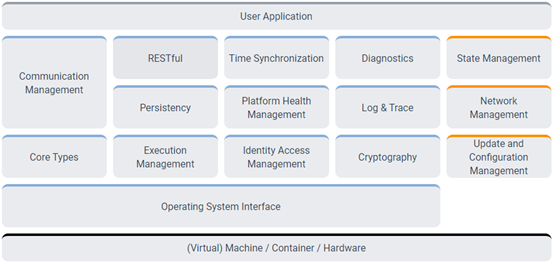 User Application
Communication
Management
RESTful
Time Synchronization
Diagnostics
State Management
Persistency
Platform Health
Management
Log & Trace
Network
Management
Core Types
Execution
Management
Identity Access
Management
Cryptography
Update and
Configuration
Management
Operating System Interface
(Virtual) Machine / Container / Hardware